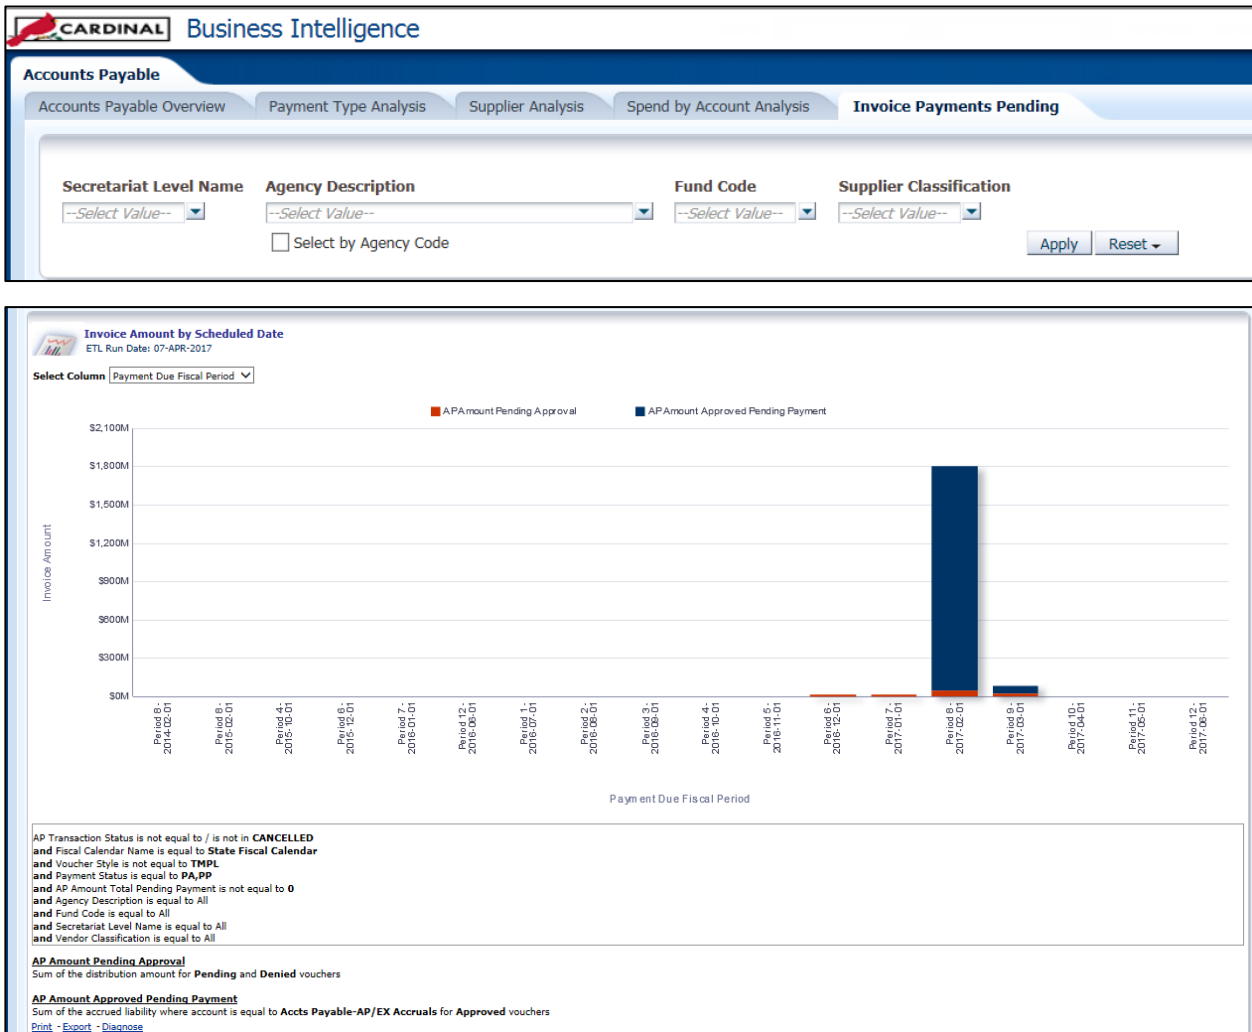 CARDINAL Business Intelligence
Accounts Payable
Accounts Payable Overview Payment Type Analysis Supplier Analysis Spend by Account Analysis Invoice Payments Pending
Secretariat Level Name Agency Description Fund Code Supplier Classification
--Select Value-- --Select Value-- --Select Value-- --Select Value--
Select by Agency Code
Apply Reset
Invoice Amount by Scheduled Date
ETL Run Date: 07-APR-2017
Select Column Payment Due Fiscal Period
AP Amount Pending Approval AP Amount Approved Pending Payment
$2,100M
$1,800M
$1,500M
$1,200M
$900M
$600M
$300M
$0M
Invoice Amount
Period 8 -
2014-02-01
Period 8 -
2015-02-01
Period 4 -
2015-10-01
Period 6 -
2015-12-01
Period 7 -
2016-01-01
Period 12 -
2016-06-01
Period 1 -
2016-07-01
Period 2 -
2016-08-01
Period 3 -
2016-09-01
Period 4 -
2016-10-01
Period 5 -
2016-11-01
Period 6 -
2016-12-01
Period 7 -
2017-01-01
Period 8 -
2017-02-01
Period 9 -
2017-03-01
Period 10 -
2017-04-01
Period 11 -
2017-05-01
Period 12 -
2017-06-01
Payment Due Fiscal Period
AP Transaction Status is not equal to / is not in CANCELLED
and Fiscal Calendar Name is equal to State Fiscal Calendar
and Voucher Style is not equal to TMPL
and Payment Status is equal to PA,PP
and AP Amount Total Pending Payment is not equal to 0
and Agency Description is equal to All
and Fund Code is equal to All
and Secretariat Level Name is equal to All
and Vendor Classification is equal to All
AP Amount Pending Approval
Sum of the distribution amount for Pending and Denied vouchers
AP Amount Approved Pending Payment
Sum of the accrued liability where account is equal to Accts Payable-AP/EX Accruals for Approved vouchers
Print - Export - Diagnose